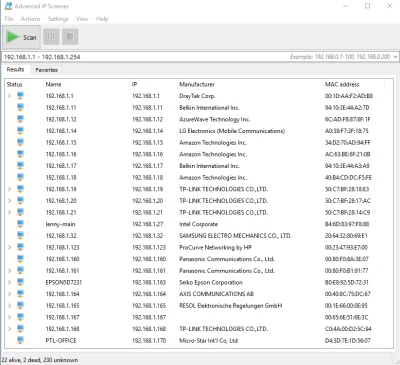 Advanced IP Scanner
File Actions Settings View Help
Scan
192.168.1.1 - 192.168.1.254 Example: 192.168.0.1-100, 192.168.0.200
Results Favorites
Status Name IP Manufacturer MAC address
192.168.1.1 192.168.1.1 DrayTek Corp. 00:1D:AA:F2:AD:B8
192.168.1.11 192.168.1.11 Belkin International Inc. 94:10:3E:44:A2:7D
192.168.1.12 192.168.1.12 AzureWave Technology Inc. 6C:AD:F8:87:8F:1F
192.168.1.14 192.168.1.14 LG Electronics (Mobile Communications) A0:39:F7:3F:18:75
192.168.1.15 192.168.1.15 Amazon Technologies Inc. 34:D2:70:AD:94:FF
192.168.1.16 192.168.1.16 Amazon Technologies Inc. AC:63:BE:6F:21:0B
192.168.1.17 192.168.1.17 Belkin International Inc. 94:10:3E:44:A3:A9
192.168.1.18 192.168.1.18 Amazon Technologies Inc. 40:B4:CD:DC:F5:FE
192.168.1.19 192.168.1.19 TP-LINK TECHNOLOGIES CO.,LTD. 50:C7:BF:28:18:E3
192.168.1.20 192.168.1.20 TP-LINK TECHNOLOGIES CO.,LTD. 50:C7:BF:28:17:AC
192.168.1.21 192.168.1.21 TP-LINK TECHNOLOGIES CO.,LTD. 50:C7:BF:28:14:C9
lenny-main 192.168.1.27 Intel Corporate B4:6D:83:97:F8:88
192.168.1.32 192.168.1.32 SAMSUNG ELECTRO MECHANICS CO., LTD. 20:64:32:80:69:E1
192.168.1.123 192.168.1.123 ProCurve Networking by HP 00:23:47:93:E7:00
192.168.1.160 192.168.1.160 Panasonic Communications Co., Ltd. 00:80:F0:8A:3E:07
192.168.1.161 192.168.1.161 Panasonic Communications Co., Ltd. 00:80:F0:B1:91:77
EPSON5D7231 192.168.1.163 Seiko Epson Corporation B0:E8:92:5D:72:31
192.168.1.164 192.168.1.164 AXIS COMMUNICATIONS AB 00:40:8C:75:DC:67
192.168.1.165 192.168.1.165 RESOL Elektronische Regelungen GmbH 00:1E:66:00:0E:95
192.168.1.167 192.168.1.167 00:65:6E:51:6E:3C
192.168.1.168 192.168.1.168 TP-LINK TECHNOLOGIES CO.,LTD. C0:4A:00:D2:5C:94
PTL-OFFICE 192.168.1.170 Micro-Star Int'l Co, Ltd D4:3D:7E:1D:56:07
22 alive, 2 dead, 230 unknown